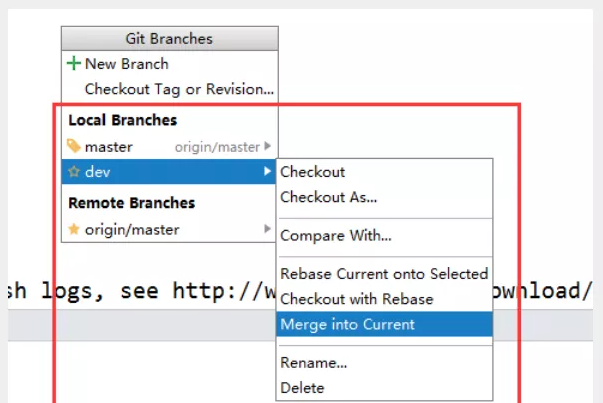 Git Branches
New Branch
Checkout Tag or Revision...
Local Branches
master origin/master
dev
Checkout
Checkout As...
Compare With...
Remote Branches
origin/master
Rebase Current onto Selected
Checkout with Rebase
Merge into Current
Rename...
Delete
sh logs, see http://w ownload/